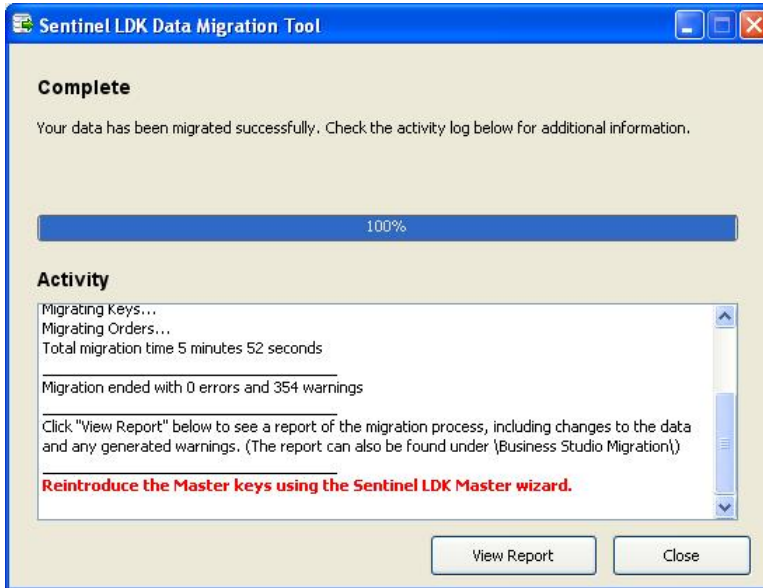 Sentinel LDK Data Migration Tool
Complete
Your data has been migrated successfully. Check the activity log below for additional information.
100%
Activity
Migrating Keys...
Migrating Orders...
Total migration time 5 minutes 52 seconds
Migration ended with 0 errors and 354 warnings
Click "View Report" below to see a report of the migration process, including changes to the data
and any generated warnings. (The report can also be found under \Business Studio Migration\)
Reintroduce the Master keys using the Sentinel LDK Master wizard.
View Report
Close